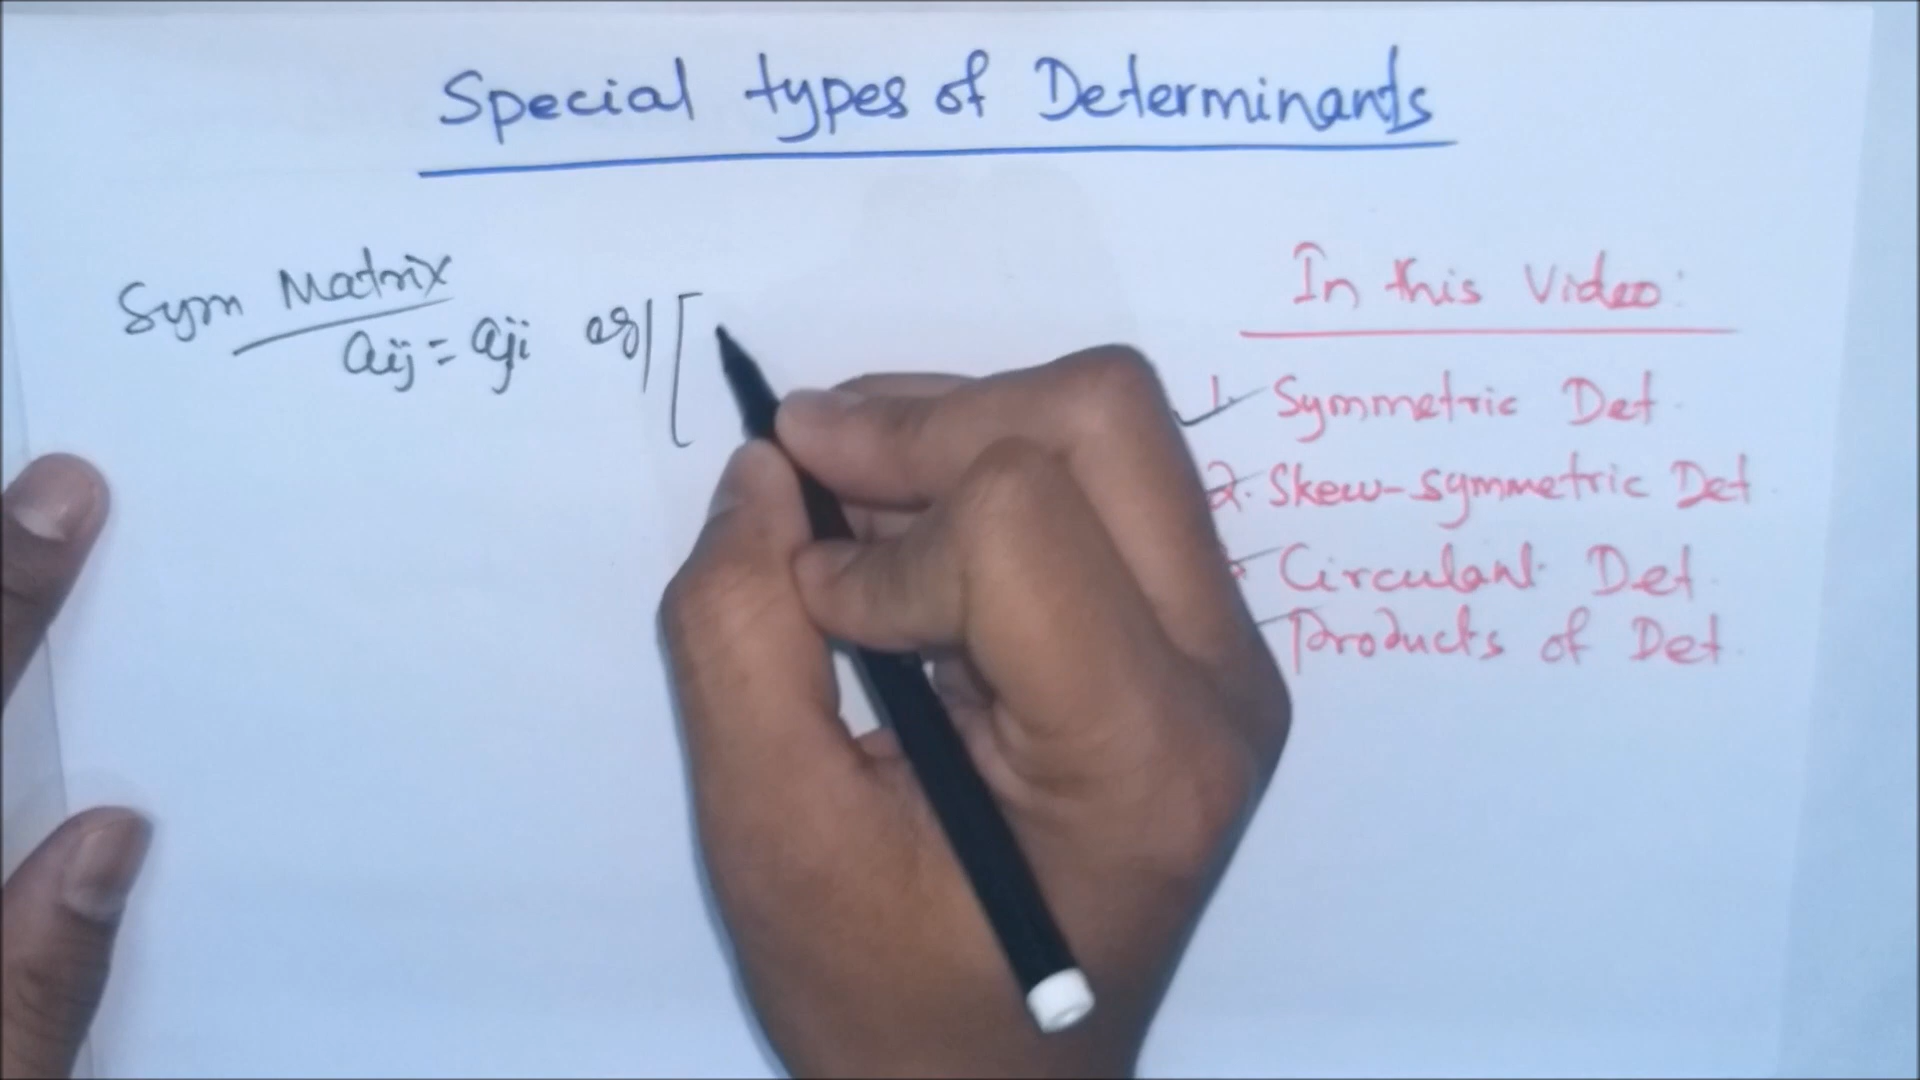 Special types of Determinants
Sym Matrix
aij = aji
[
In this Video:
1. Symmetric Det.
2. Skew-symmetric Det.
Circulant Det.
Products of Det.